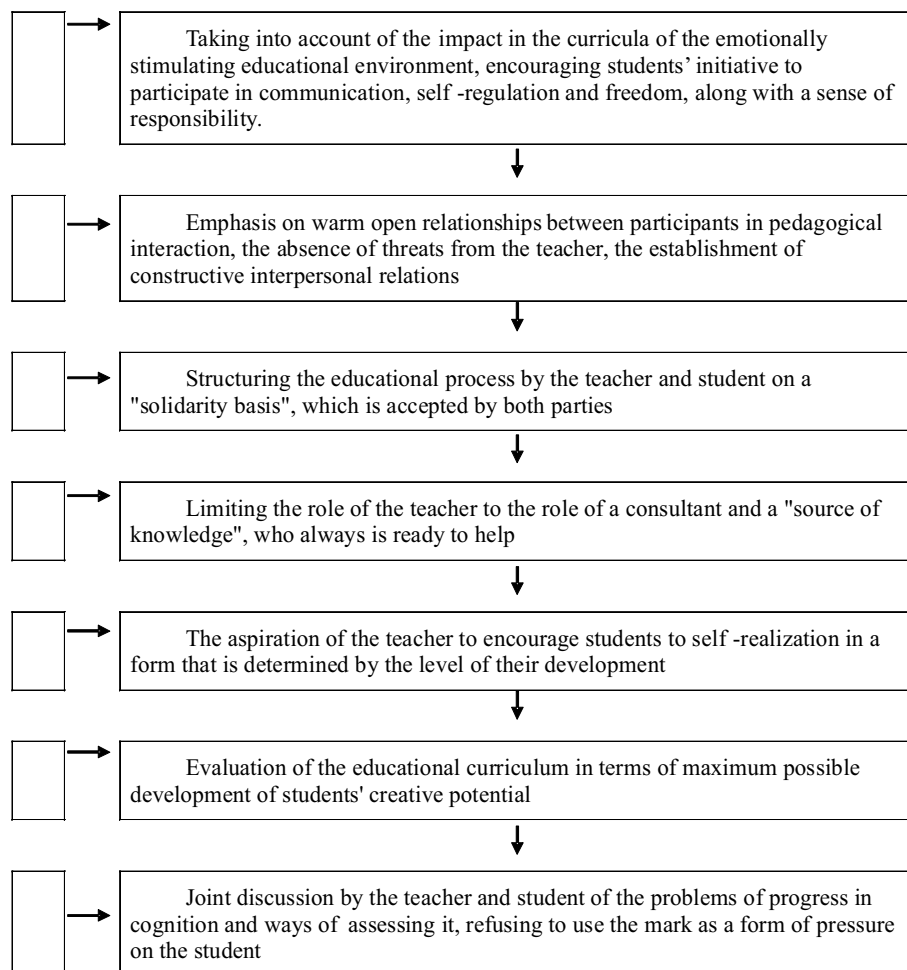 Taking into account of the impact in the curricula of the emotionally
stimulating educational environment, encouraging students’ initiative to
participate in communication, self -regulation and freedom, along with a sense of
responsibility.
Emphasis on warm open relationships between participants in pedagogical
interaction, the absence of threats from the teacher, the establishment of
constructive interpersonal relations
Structuring the educational process by the teacher and student on a
"solidarity basis", which is accepted by both parties
Limiting the role of the teacher to the role of a consultant and a "source of
knowledge", who always is ready to help
The aspiration of the teacher to encourage students to self -realization in a
form that is determined by the level of their development
Evaluation of the educational curriculum in terms of maximum possible
development of students' creative potential
Joint discussion by the teacher and student of the problems of progress in
cognition and ways of assessing it, refusing to use the mark as a form of pressure
on the student